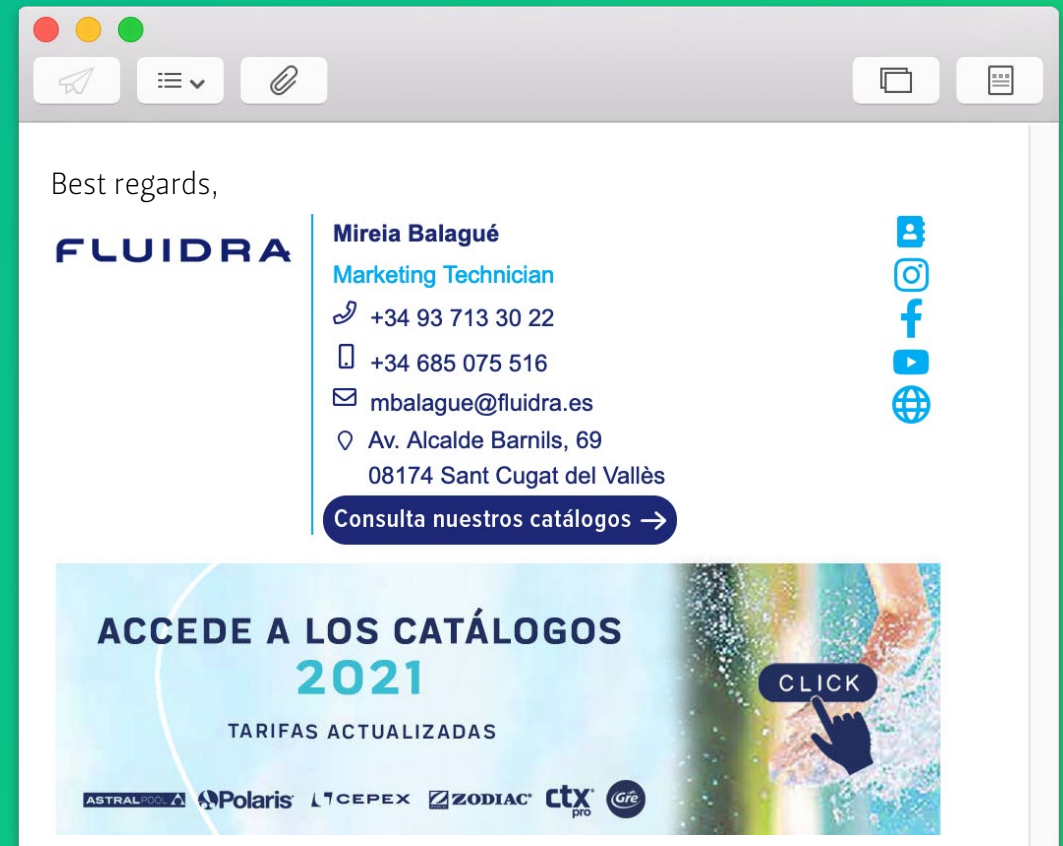 Best regards,
FLUIDRA
Mireia Balagué
Marketing Technician
+34 93 713 30 22
+34 685 075 516
mbalague@fluidra.es
Av. Alcalde Barnils, 69
08174 Sant Cugat del Vallès
Consulta nuestros catálogos →
ACCEDE A LOS CATÁLOGOS
2021
TARIFAS ACTUALIZADAS
CLICK
ASTRALPOOL Polaris CEPEX ZODIAC ctx pro Gre